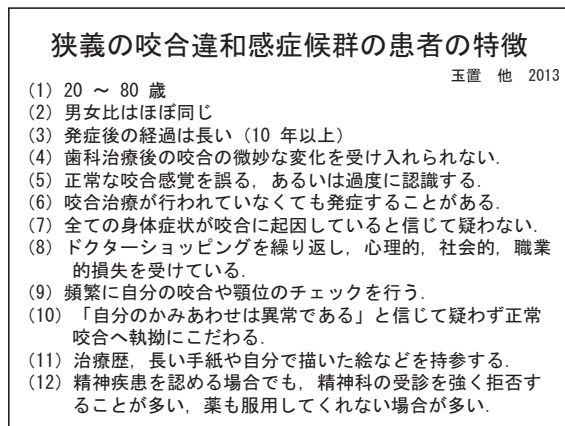 狭義の咬合違和感症候群の患者の特徴
玉置 他 2013
(1) 20 ～ 80 歳
(2) 男女比はほぼ同じ
(3) 発症後の経過は長い（10 年以上）
(4) 歯科治療後の咬合の微妙な変化を受け入れられない.
(5) 正常な咬合感覚を誤る，あるいは過度に認識する.
(6) 咬合治療が行われていなくても発症することがある.
(7) 全ての身体症状が咬合に起因していると信じて疑わない.
(8) ドクターショッピングを繰り返し，心理的，社会的，職業
的損失を受けている.
(9) 頻繁に自分の咬合や顎位のチェックを行う.
(10) 「自分のかみあわせは異常である」と信じて疑わず正常
咬合へ執拗にこだわる.
(11) 治療歴，長い手紙や自分で描いた絵などを持参する.
(12) 精神疾患を認める場合でも，精神科の受診を強く拒否す
ることが多い，薬も服用してくれない場合が多い.